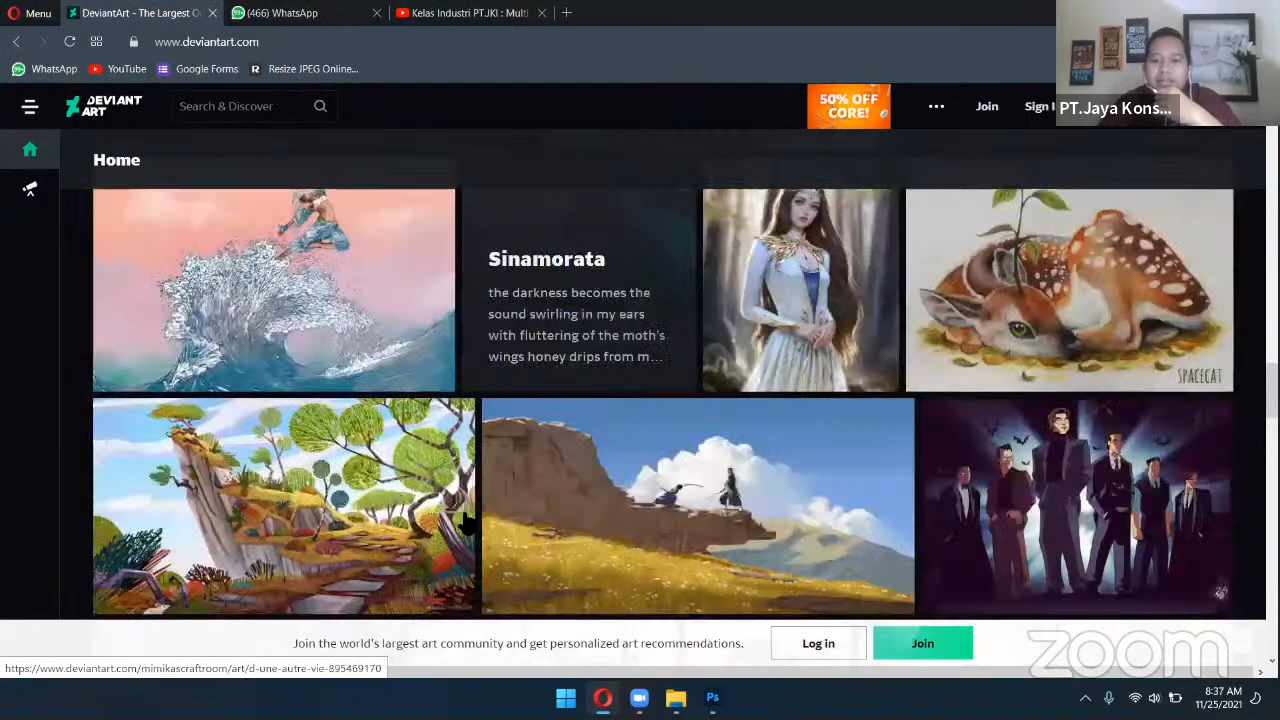 Menu
DeviantArt - The Largest O
(466) WhatsApp
Kelas Industri PTJKI : Multi
www.deviantart.com
WhatsApp
YouTube
Google Forms
Resize JPEG Online...
DEVIANT
ART
Search & Discover
50% OFF
CORE!
Join
Sign I
PT.Jaya Kons...
Home
Sinamorata
the darkness becomes the
sound swirling in my ears
with fluttering of the moth's
wings honey drips from m...
SPACECAT
Join the world's largest art community and get personalized art recommendations.
Log in
Join
zoom
https://www.deviantart.com/mimikascraftroom/art/d-une-autre-vie-895469170
Ps
8:37 AM
11/25/2021